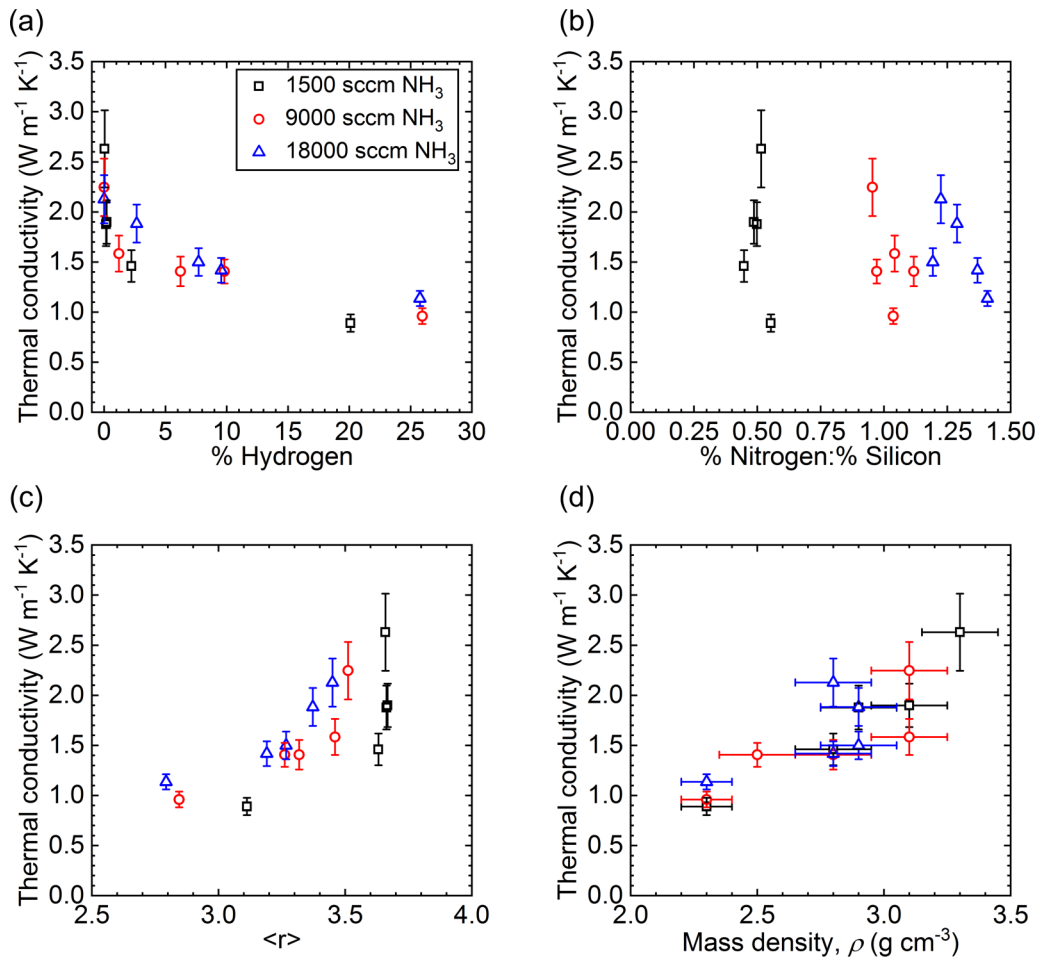 (a)
Thermal conductivity (W m⁻¹ K⁻¹)
3.5
3.0
2.5
2.0
1.5
1.0
0.5
0.0
1500 sccm NH₃
9000 sccm NH₃
18000 sccm NH₃
0 5 10 15 20 25 30
% Hydrogen
(b)
Thermal conductivity (W m⁻¹ K⁻¹)
3.5
3.0
2.5
2.0
1.5
1.0
0.5
0.0
0.00 0.25 0.50 0.75 1.00 1.25 1.50
% Nitrogen:% Silicon
(c)
Thermal conductivity (W m⁻¹ K⁻¹)
3.5
3.0
2.5
2.0
1.5
1.0
0.5
0.0
2.5 3.0 3.5 4.0
<r>
(d)
Thermal conductivity (W m⁻¹ K⁻¹)
3.5
3.0
2.5
2.0
1.5
1.0
0.5
0.0
2.0 2.5 3.0 3.5
Mass density, ρ (g cm⁻³)